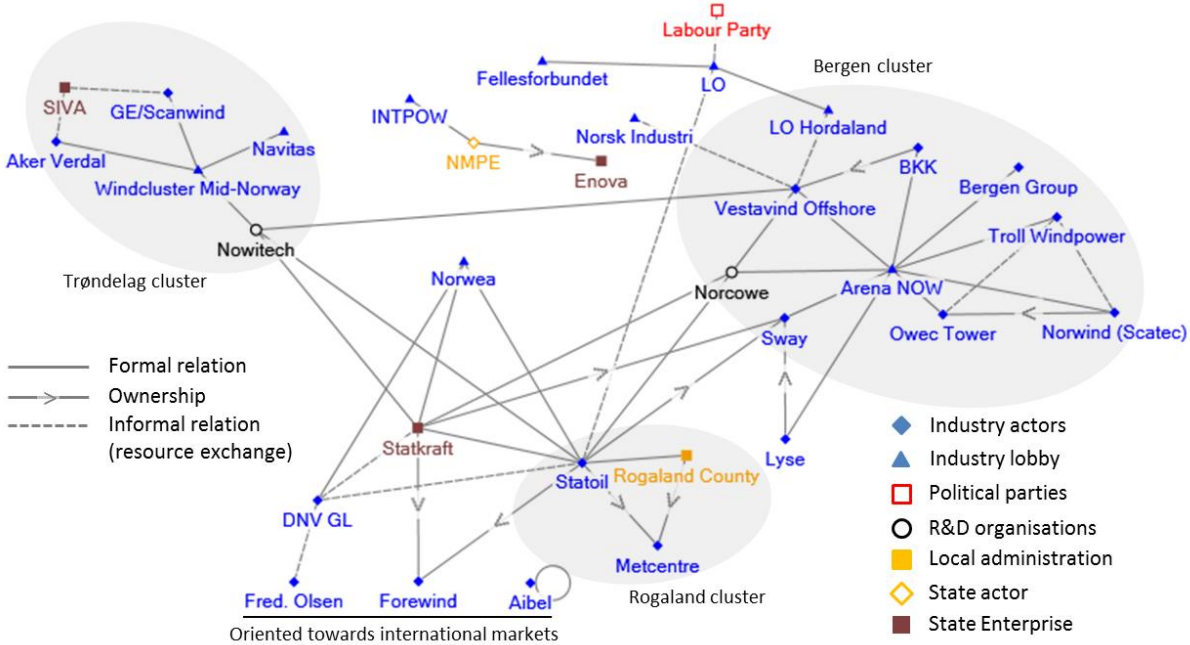 Labour Party
Bergen cluster
Fellesforbundet
LO
SIVA
GE/Scanwind
INTPOW
Norsk Industri
LO Hordaland
Aker Verdal
Navitas
NMPE
Enova
BKK
Bergen Group
Windcluster Mid-Norway
Vestavind Offshore
Troll Windpower
Nowitech
Trøndelag cluster
Norwea
Norcowe
Arena NOW
Sway
Owec Tower
Norwind (Scatec)
Formal relation
Ownership
Informal relation
(resource exchange)
Statkraft
Statoil
Rogaland County
Lyse
DNV GL
Metcentre
Fred. Olsen
Forewind
Aibel
Rogaland cluster
Oriented towards international markets
Industry actors
Industry lobby
Political parties
R&D organisations
Local administration
State actor
State Enterprise